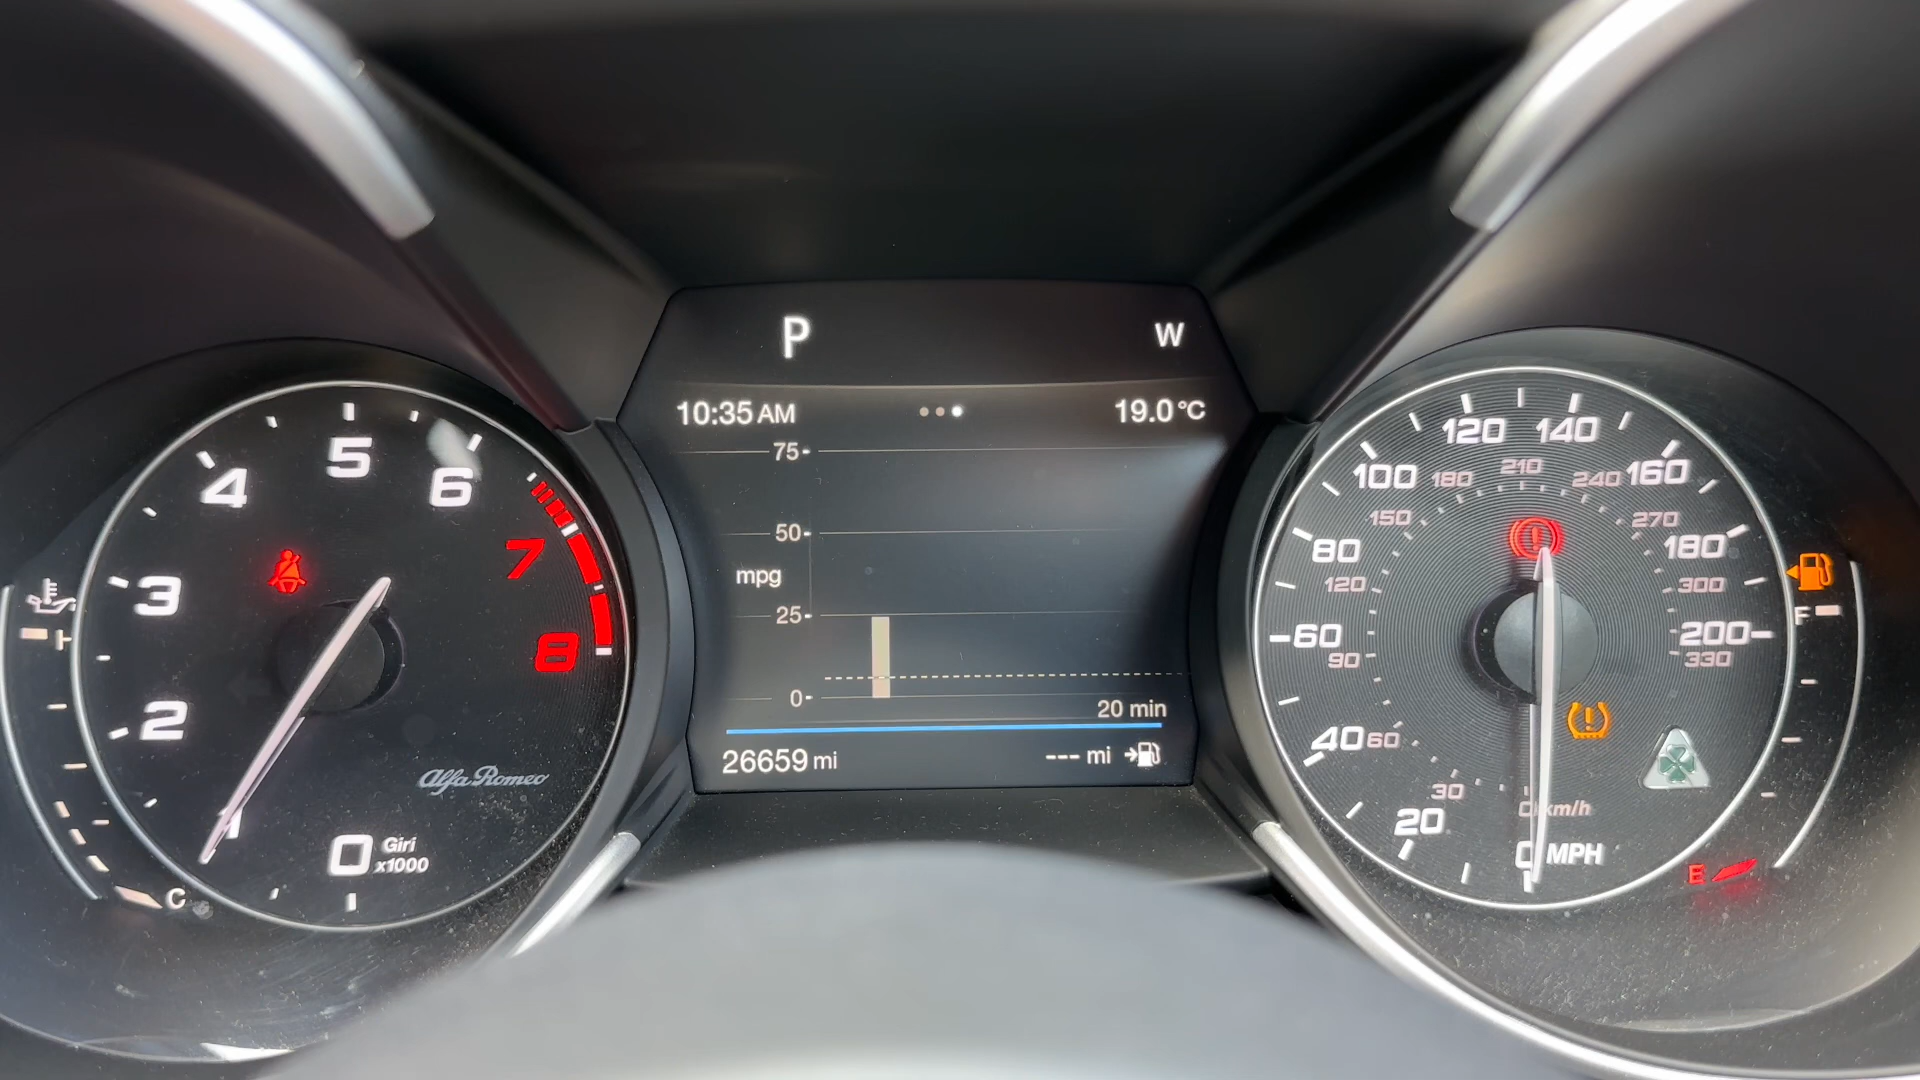 P
W
10:35 AM
19.0°C
75
50
mpg
25
0
20 min
26659 mi
--- mi
1
2
3
4
5
6
7
8
Alfa Romeo
0 Giri
x1000
H
C
0 MPH
20
40
60
80
100
120
140
160
180
200
0 km/h
30
60
90
120
150
180
210
240
270
300
330
F
E